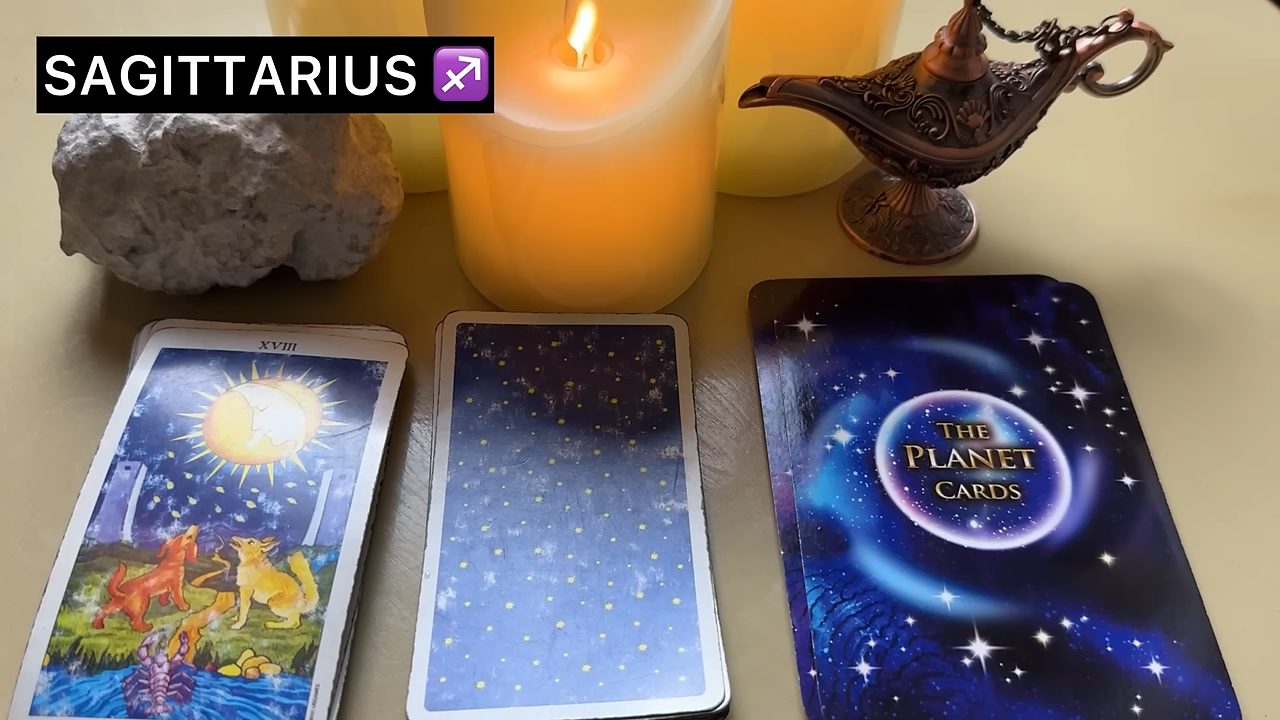 SAGITTARIUS ♐
XVIII
THE
PLANET
CARDS